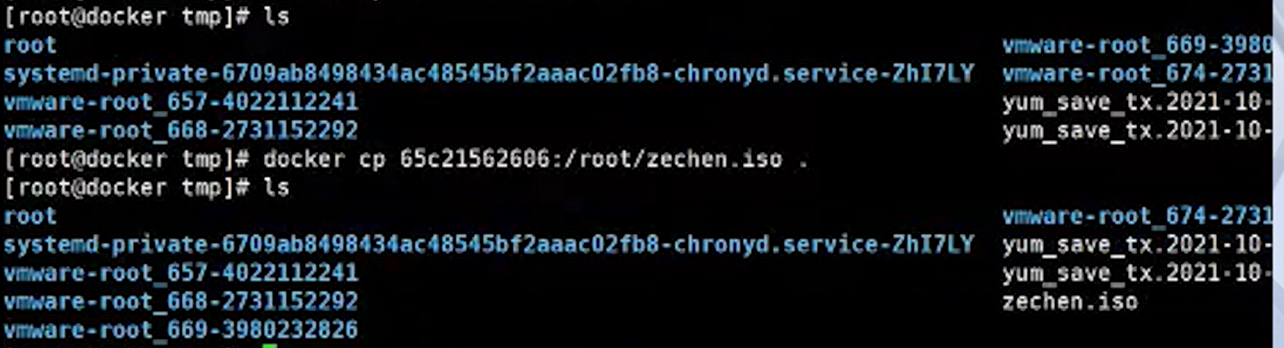 [root@docker tmp]# ls
root vmware-root_669-3980
systemd-private-6709ab8498434ac48545bf2aaac02fb8-chronyd.service-ZhI7LY vmware-root_674-2731
vmware-root_657-4022112241 yum_save_tx.2021-10-
vmware-root_668-2731152292 yum_save_tx.2021-10-
[root@docker tmp]# docker cp 65c21562606:/root/zechen.iso .
[root@docker tmp]# ls
root vmware-root_674-2731
systemd-private-6709ab8498434ac48545bf2aaac02fb8-chronyd.service-ZhI7LY yum_save_tx.2021-10-
vmware-root_657-4022112241 yum_save_tx.2021-10-
vmware-root_668-2731152292 zechen.iso
vmware-root_669-3980232826